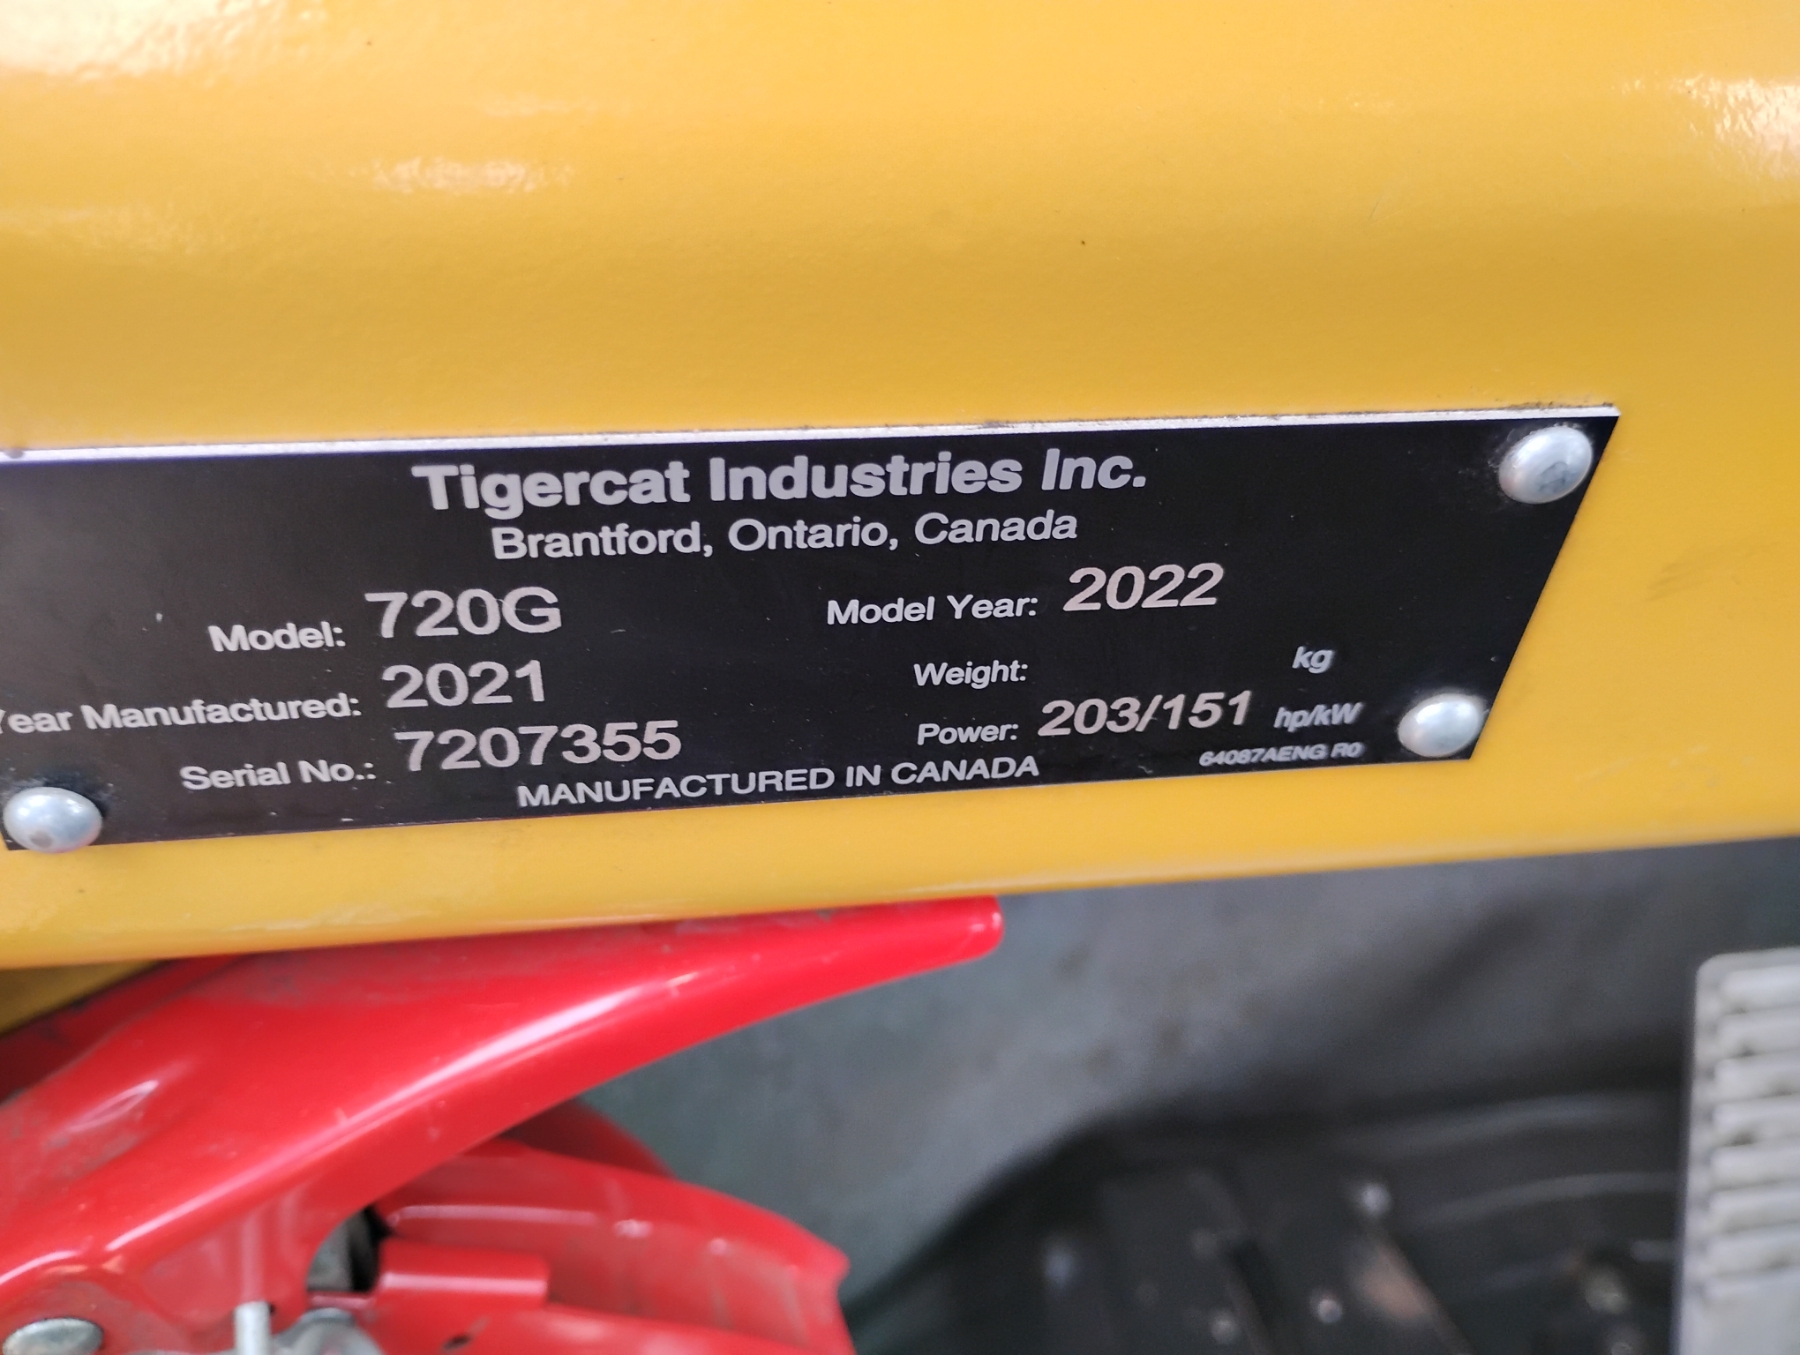 Tigercat Industries Inc.
Brantford, Ontario, Canada
Model: 720G Model Year: 2022
Year Manufactured: 2021 Weight: kg
Serial No.: 7207355 Power: 203/151 hp/kW
MANUFACTURED IN CANADA 64087AENG R0